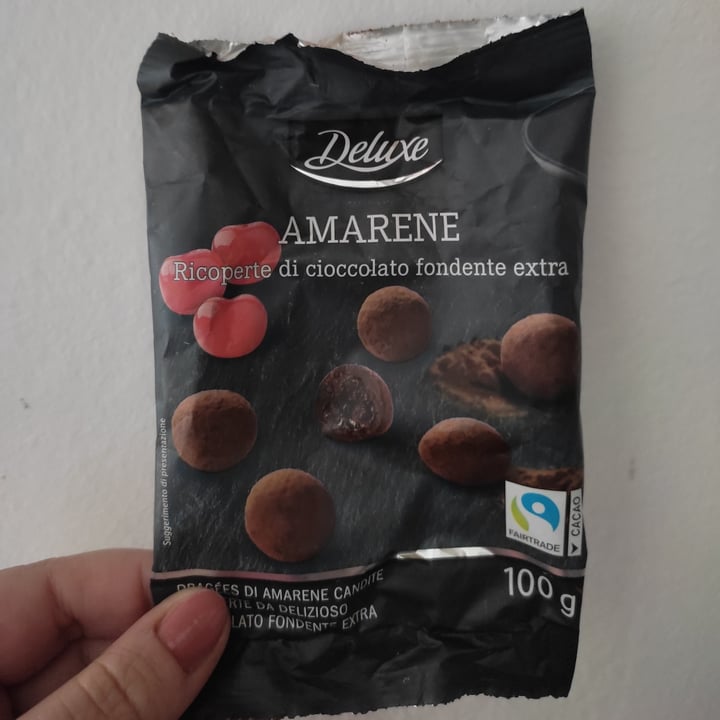 Deluxe
AMARENE
Ricoperte di cioccolato fondente extra
Suggerimento di presentazione
FAIRTRADE
CACAO
100 g
DRAGÉES DI AMARENE CANDITE
DA DELIZIOSO
FONDENTE EXTRA